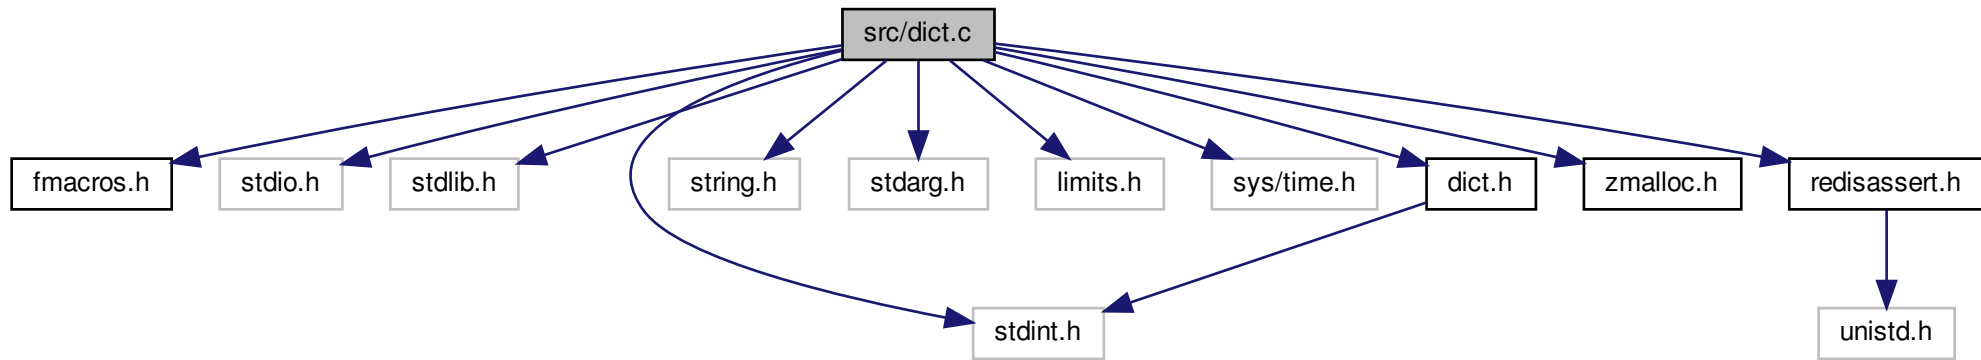 src/dict.c
fmacros.h
stdio.h
stdlib.h
string.h
stdarg.h
limits.h
sys/time.h
dict.h
zmalloc.h
redisassert.h
stdint.h
unistd.h